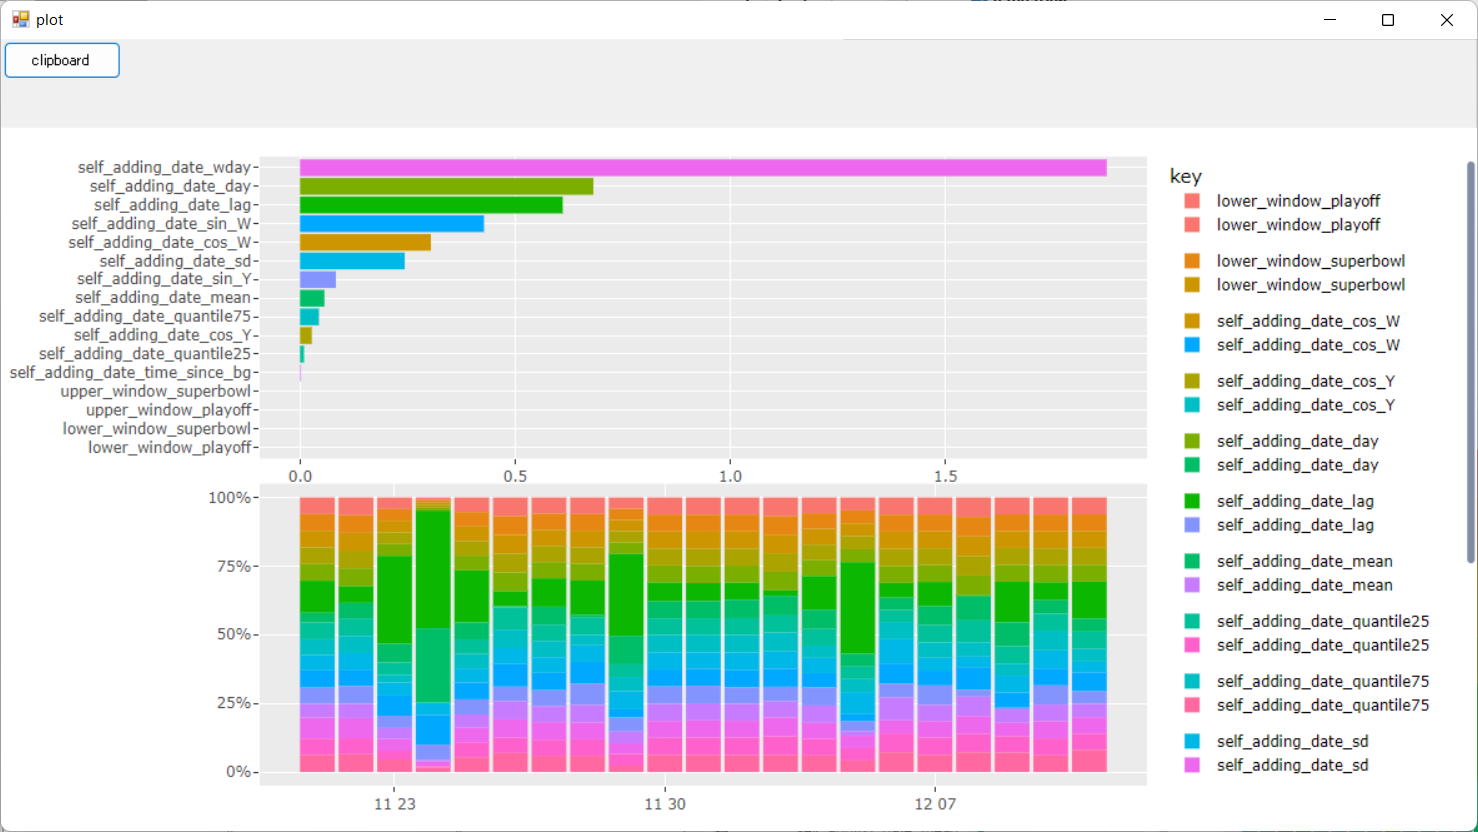 plot
clipboard
self_adding_date_wday
self_adding_date_day
self_adding_date_lag
self_adding_date_sin_W
self_adding_date_cos_W
self_adding_date_sd
self_adding_date_sin_Y
self_adding_date_mean
self_adding_date_quantile75
self_adding_date_cos_Y
self_adding_date_quantile25
self_adding_date_time_since_bg
upper_window_superbowl
upper_window_playoff
lower_window_superbowl
lower_window_playoff
0.0 0.5 1.0 1.5
100%
75%
50%
25%
0%
11 23 11 30 12 07
key
lower_window_playoff
lower_window_playoff
lower_window_superbowl
lower_window_superbowl
self_adding_date_cos_W
self_adding_date_cos_W
self_adding_date_cos_Y
self_adding_date_cos_Y
self_adding_date_day
self_adding_date_day
self_adding_date_lag
self_adding_date_lag
self_adding_date_mean
self_adding_date_mean
self_adding_date_quantile25
self_adding_date_quantile25
self_adding_date_quantile75
self_adding_date_quantile75
self_adding_date_sd
self_adding_date_sd